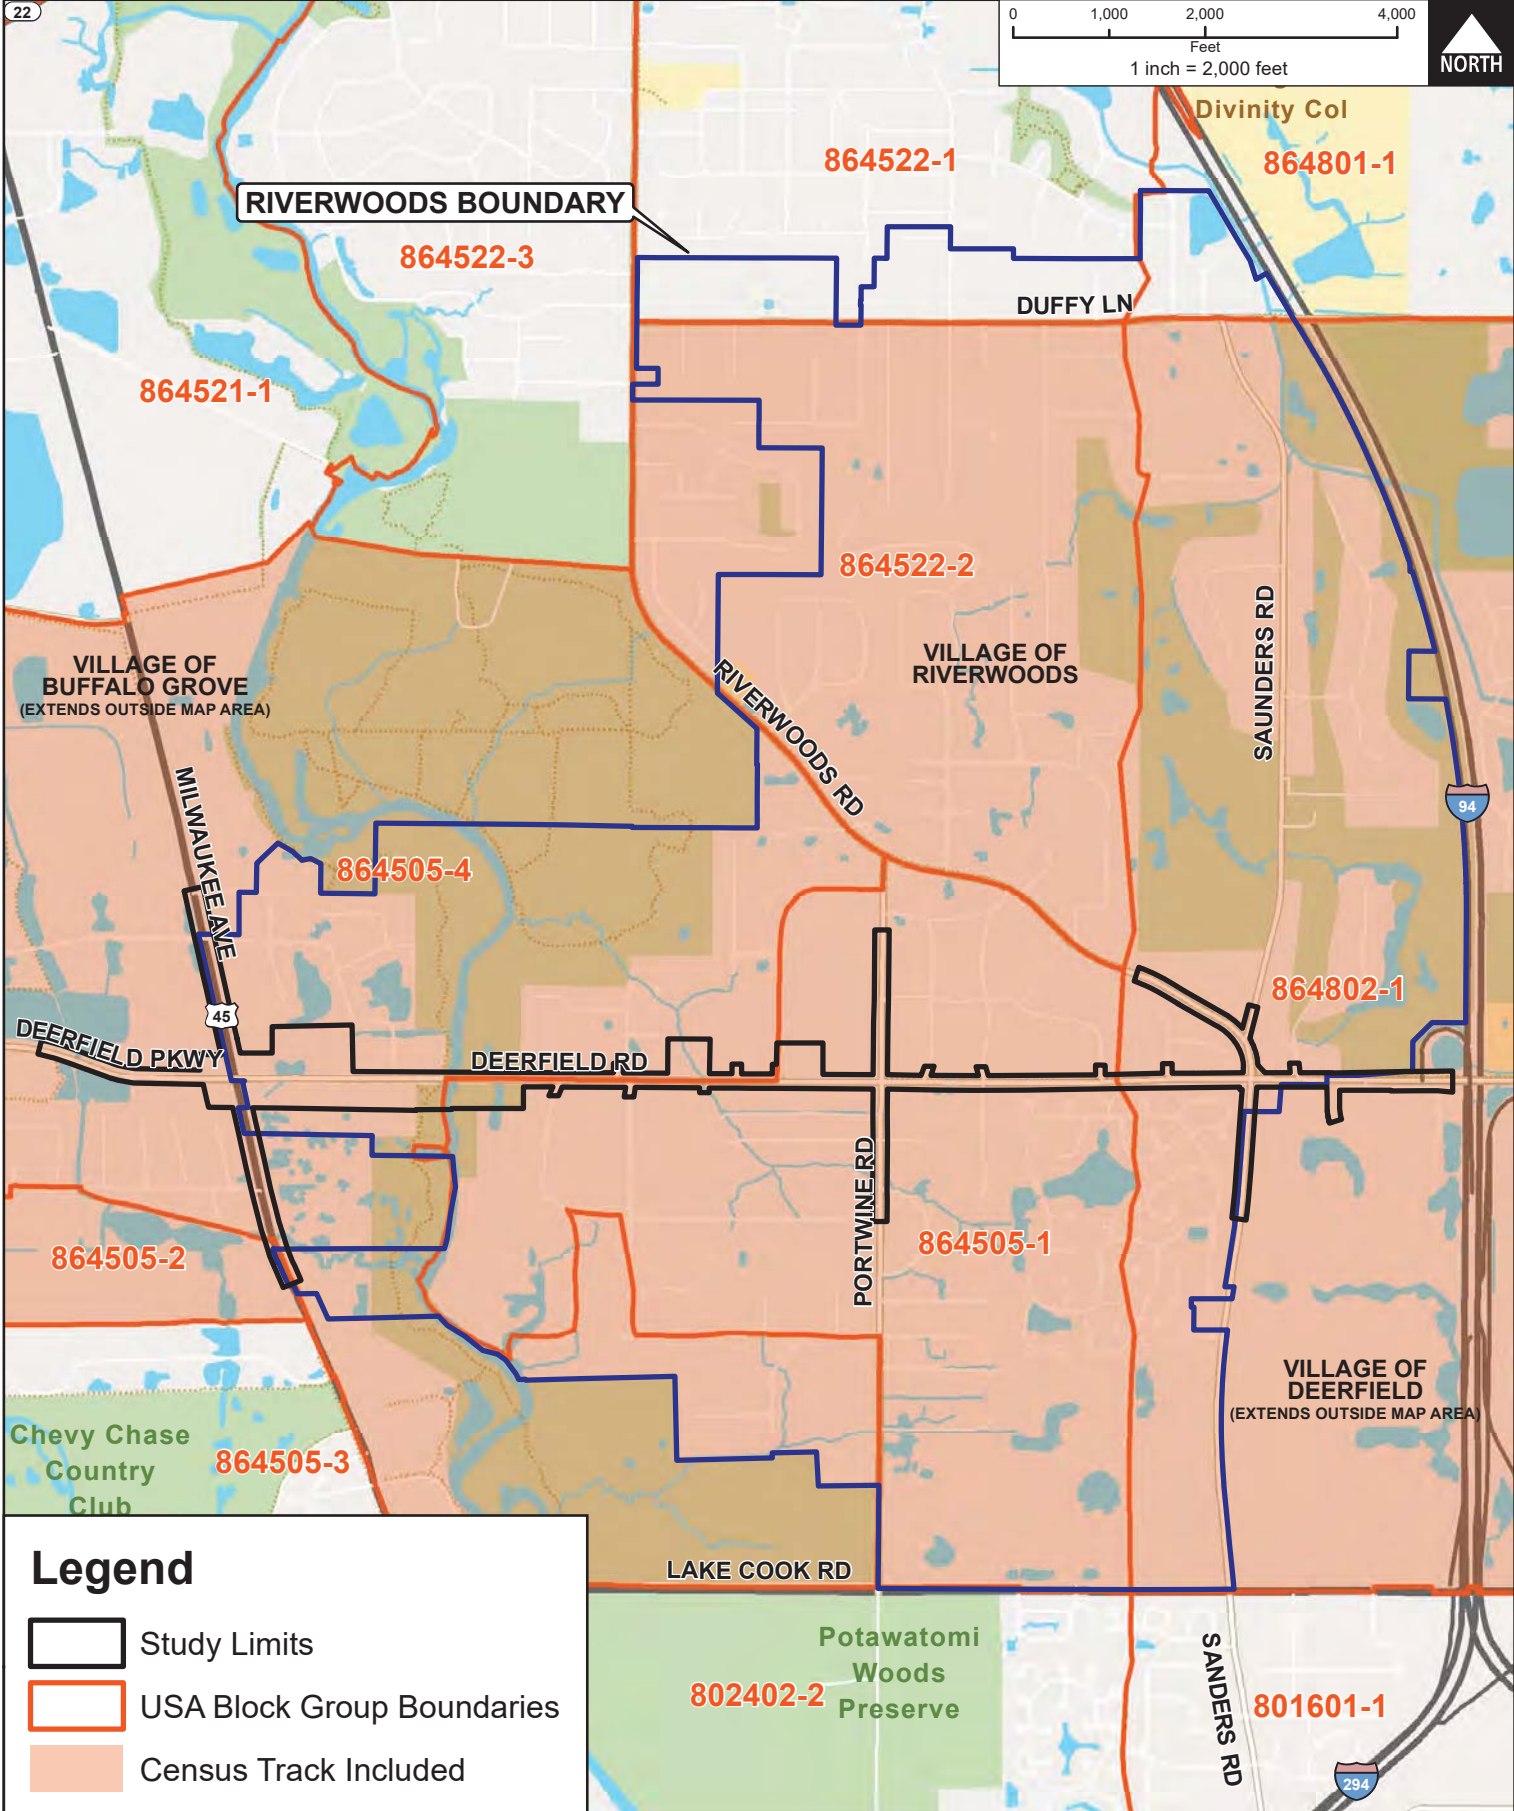 22
0 1,000 2,000 4,000
Feet
1 inch = 2,000 feet
NORTH
Divinity Col
864522-1
864801-1
RIVERWOODS BOUNDARY
864522-3
DUFFY LN
864521-1
864522-2
SAUNDERS RD
VILLAGE OF
BUFFALO GROVE
(EXTENDS OUTSIDE MAP AREA)
VILLAGE OF
RIVERWOODS
RIVERWOODS RD
MILWAUKEE AVE
94
864505-4
864802-1
45
DEERFIELD PKWY
DEERFIELD RD
PORTWINE RD
864505-2
864505-1
VILLAGE OF
DEERFIELD
(EXTENDS OUTSIDE MAP AREA)
Chevy Chase
Country
Club
864505-3
LAKE COOK RD
Legend
Study Limits
USA Block Group Boundaries
Census Track Included
Potawatomi
Woods
Preserve
802402-2
SANDERS RD
801601-1
294